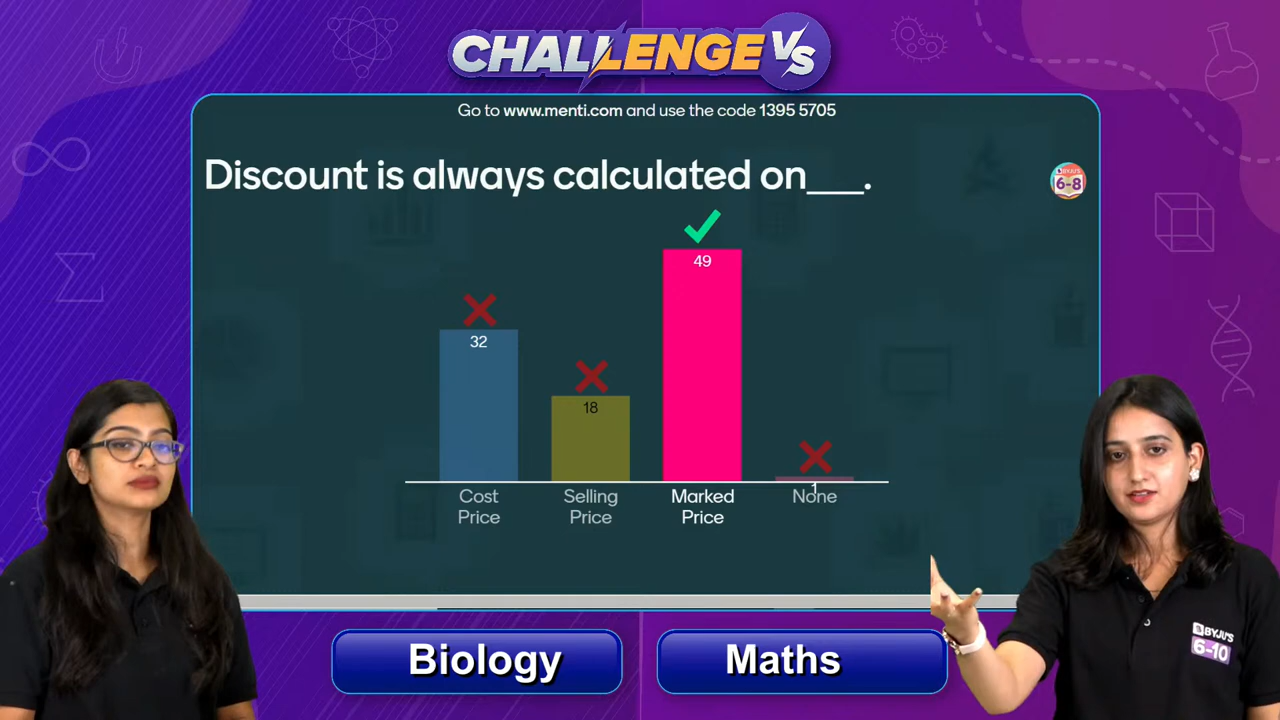 CHALLENGE VS
Go to www.menti.com and use the code 1395 5705
Discount is always calculated on___.
BYJU'S
6-8
49
32
18
1
Cost
Price
Selling
Price
Marked
Price
None
BYJU'S
6-10
Biology
Maths